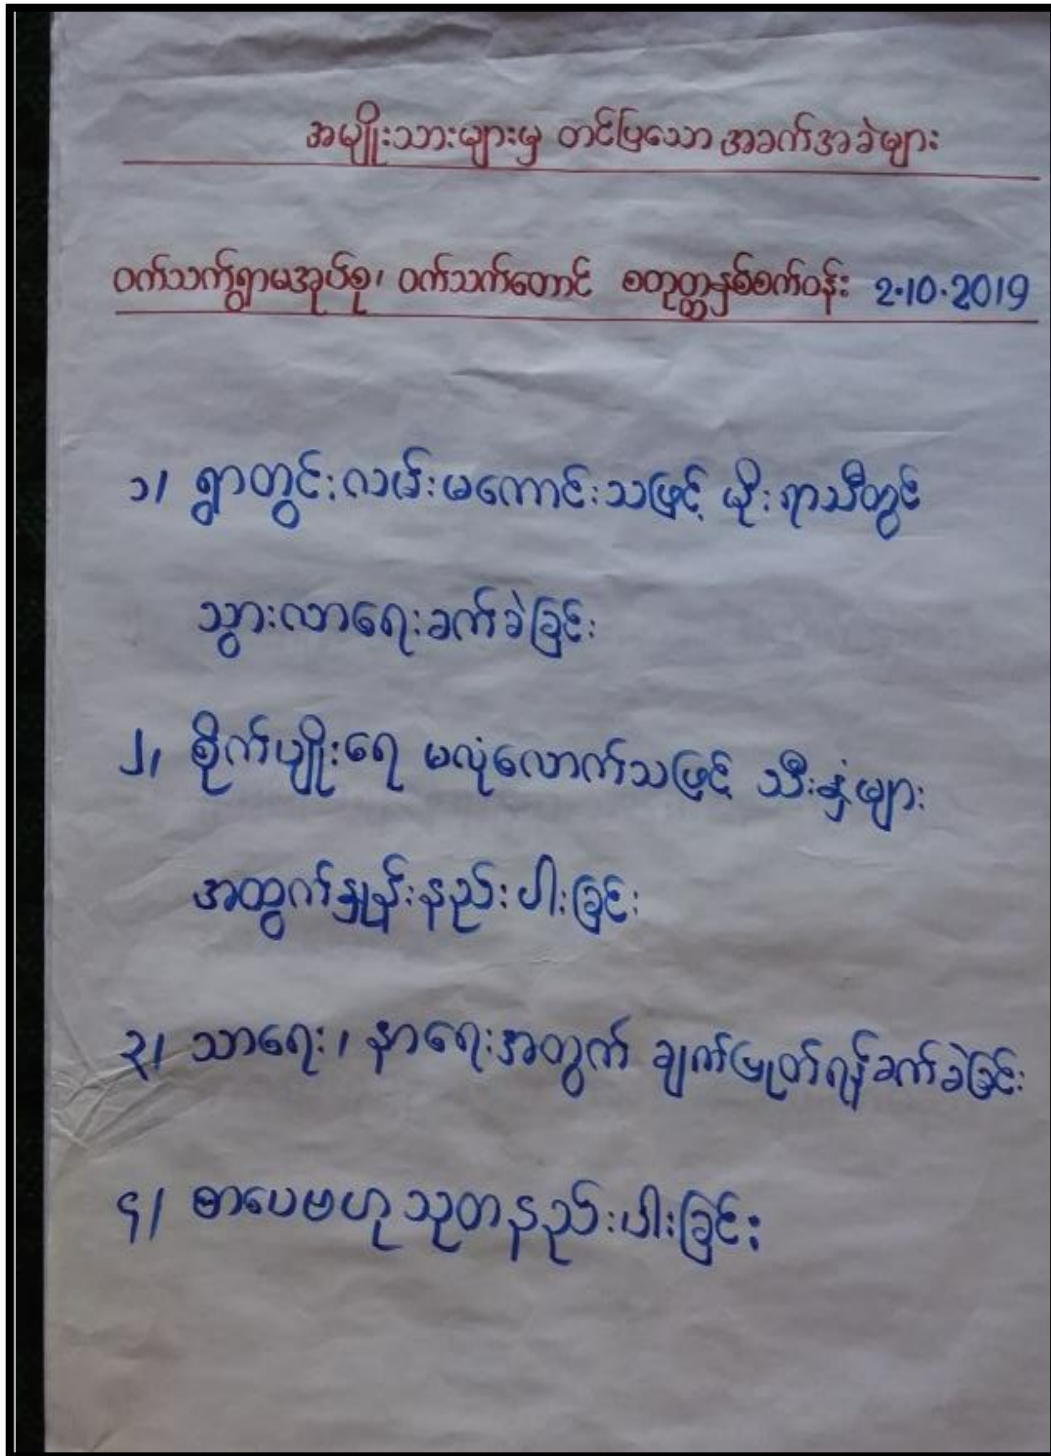 အမျိုးသားများမှ တင်ပြသော အခက်အခဲများ
ဝက်သက်ရွာမအုပ်စု၊ ဝက်သက်တောင် စတုတ္ထနှစ်စက်ဝန်း 2.10.2019
၁/ ရွာတွင်းလမ်းမကောင်းသဖြင့် မိုးရာသီတွင်
သွားလာရေးခက်ခဲခြင်း
၂/ စိုက်ပျိုးရေ မလုံလောက်သဖြင့် သီးနှံများ
အထွက်နှုန်းနည်းပါးခြင်း
၃/ သာရေး၊ နာရေးအတွက် ချက်ပြုတ်ရန်ခက်ခဲခြင်း
၄/ စာပေဗဟုသုတနည်းပါးခြင်း